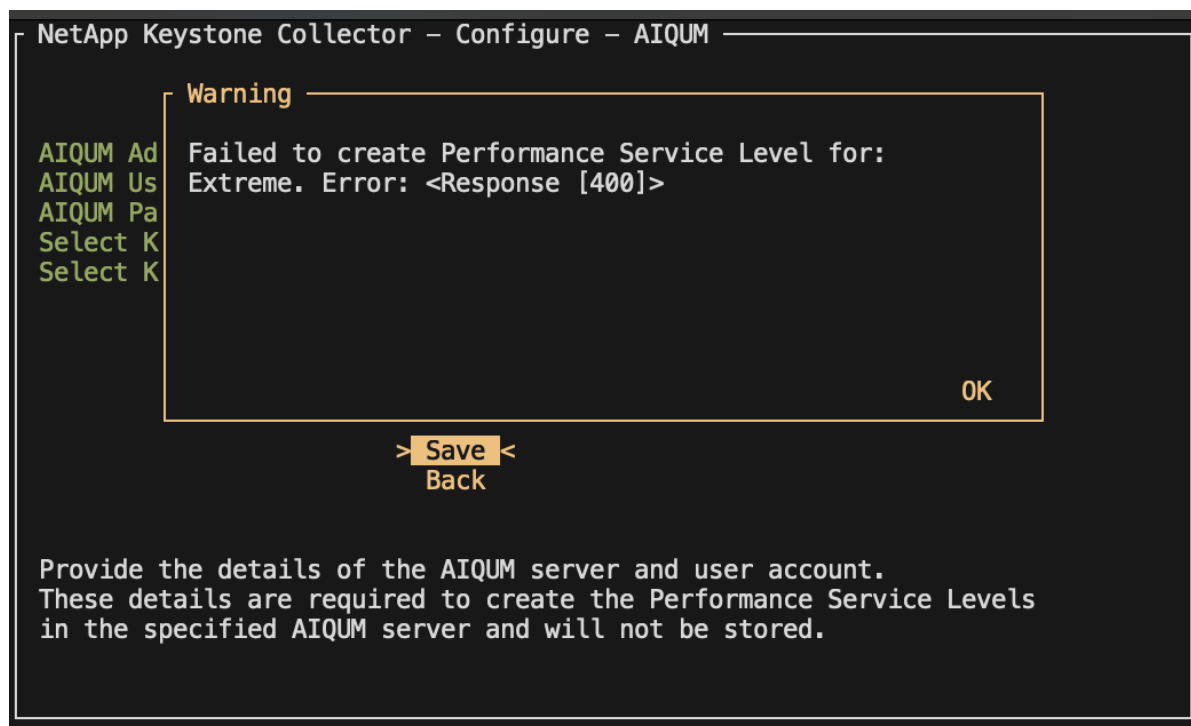 NetApp Keystone Collector – Configure – AIQUM
Warning
AIQUM Ad
Failed to create Performance Service Level for:
AIQUM Us
Extreme. Error: <Response [400]>
AIQUM Pa
Select K
Select K
OK
> Save <
Back
Provide the details of the AIQUM server and user account.
These details are required to create the Performance Service Levels
in the specified AIQUM server and will not be stored.